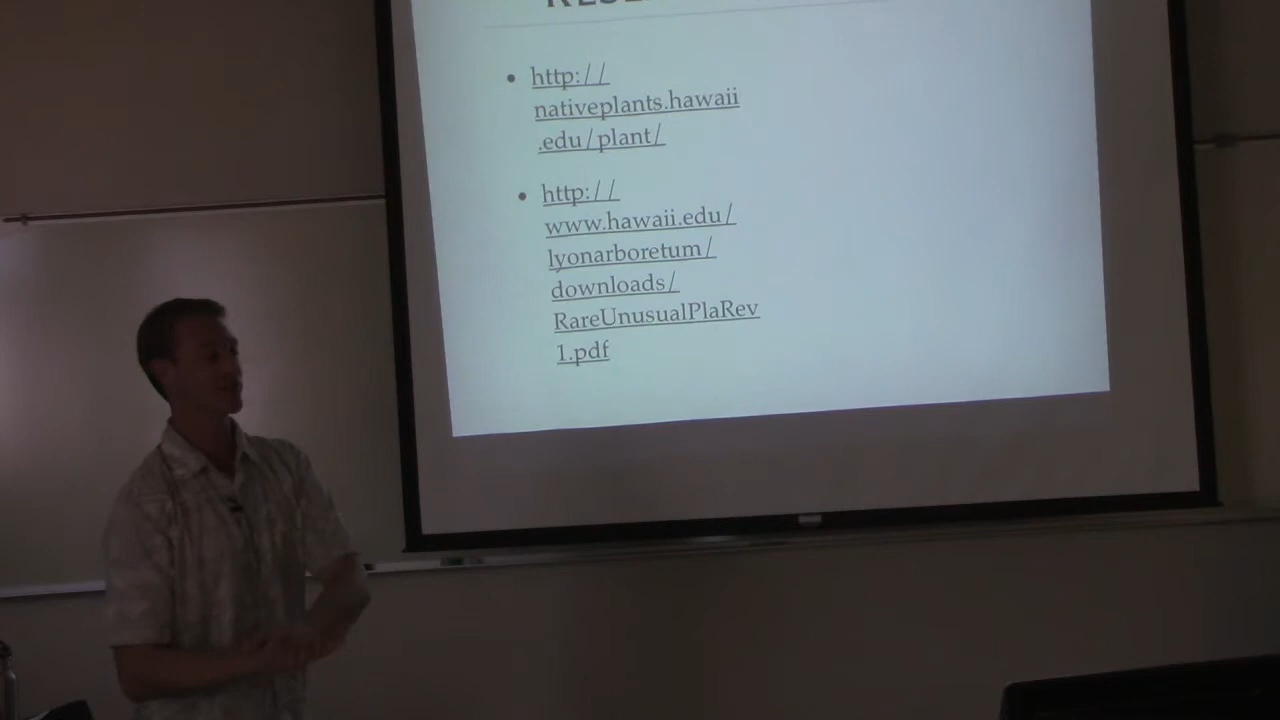 • http://
nativeplants.hawaii
.edu/plant/
• http://
www.hawaii.edu/
lyonarboretum/
downloads/
RareUnusualPlaRev
1.pdf